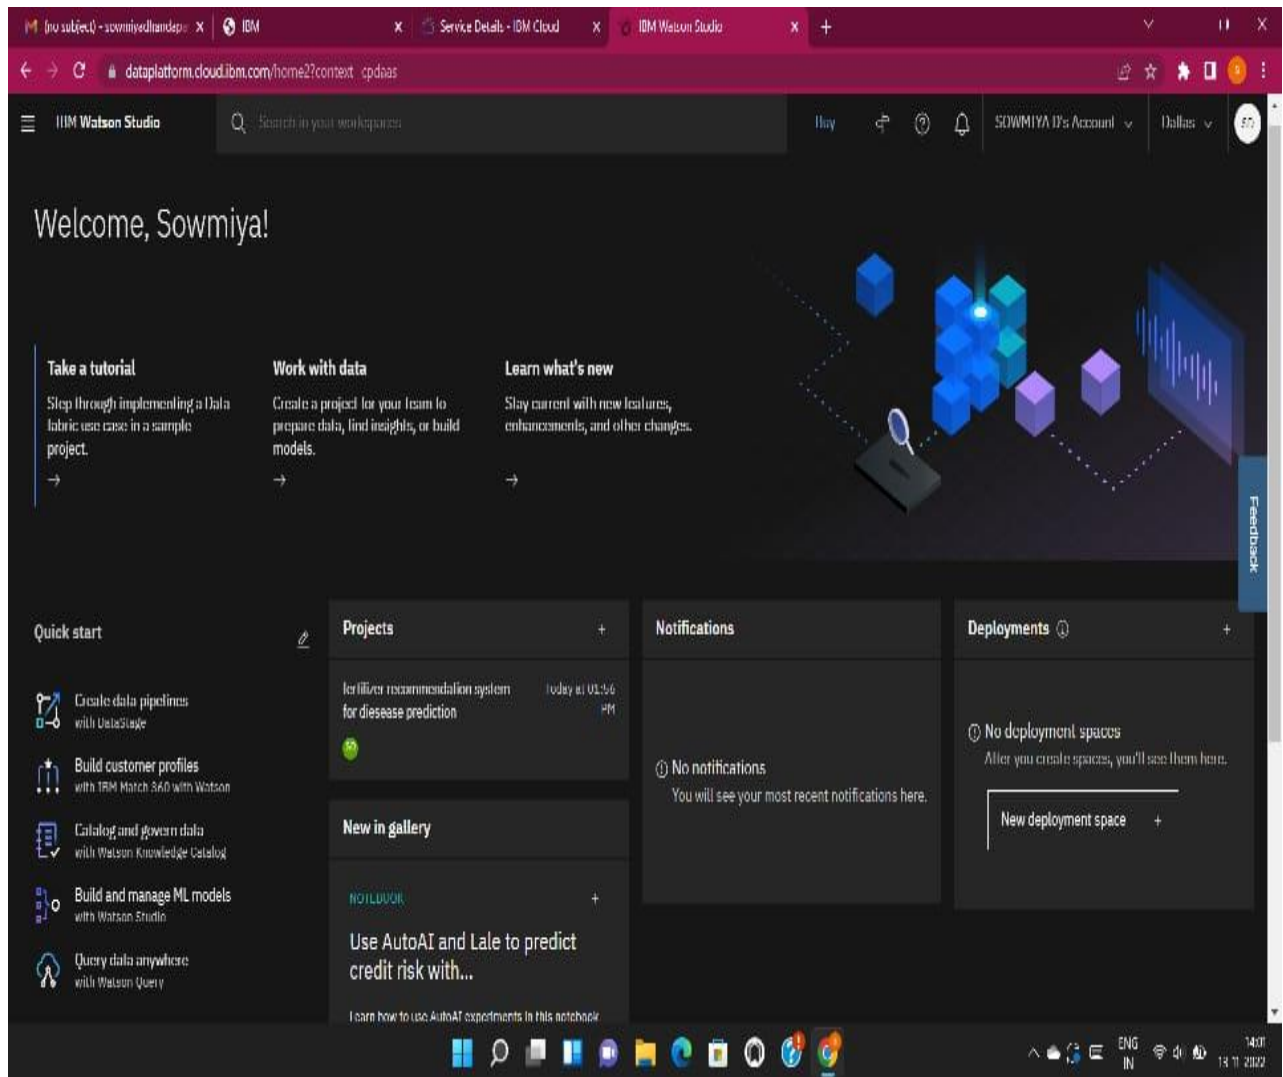 (no subject) - sowmiyadhandap
IBM
Service Details - IBM Cloud
IBM Watson Studio
dataplatform.cloud.ibm.com/home2?context cpdaas
IBM Watson Studio
Search in your workspaces
Buy
SOWMIYA D's Account
Dallas
SD
Welcome, Sowmiya!
Take a tutorial
Step through implementing a Data
fabric use case in a sample
project.
Work with data
Create a project for your team to
prepare data, find insights, or build
models.
Learn what's new
Stay current with new features,
enhancements, and other changes.
Feedback
Quick start
Create data pipelines
with DataStage
Build customer profiles
with IBM Match 360 with Watson
Catalog and govern data
with Watson Knowledge Catalog
Build and manage ML models
with Watson Studio
Query data anywhere
with Watson Query
Projects
fertilizer recommendation system
for diesease prediction
Today at 01:56
PM
New in gallery
NOTEBOOK
Use AutoAI and Lale to predict
credit risk with...
Learn how to use AutoAI experiments in this notebook
Notifications
No notifications
You will see your most recent notifications here.
Deployments
No deployment spaces
After you create spaces, you'll see them here.
New deployment space
ENG
IN
14:01
13 11 2022